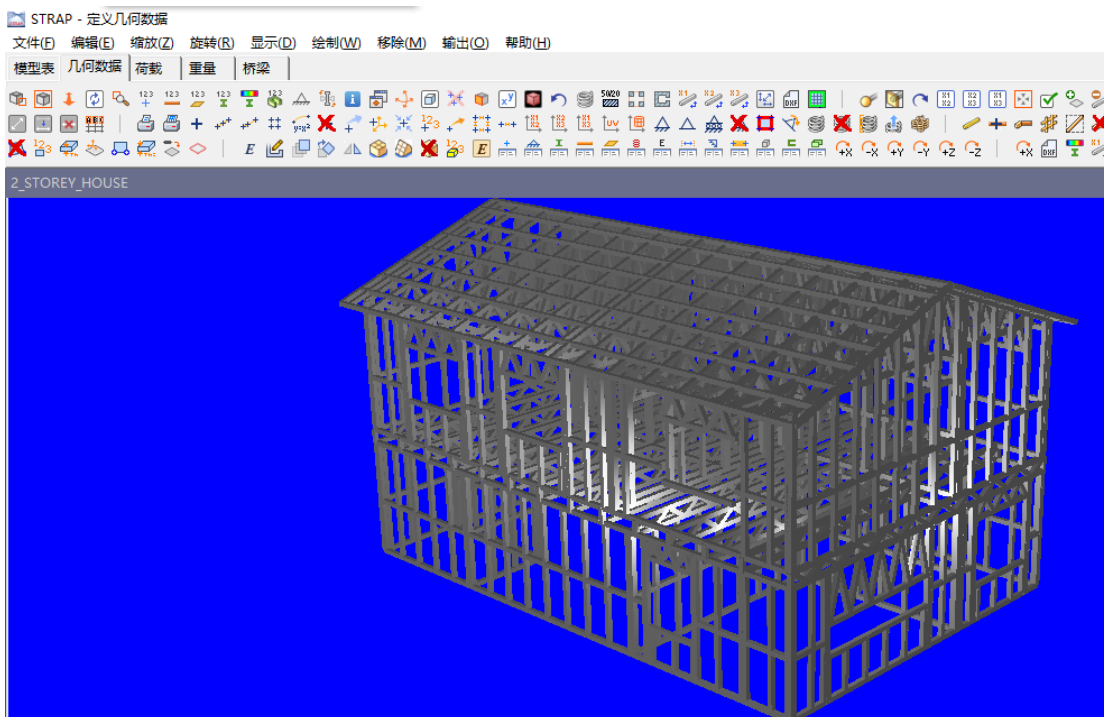 STRAP - 定义几何数据
文件(F) 编辑(E) 缩放(Z) 旋转(R) 显示(D) 绘制(W) 移除(M) 输出(O) 帮助(H)
模型表 几何数据 荷载 重量 桥梁
2_STOREY_HOUSE